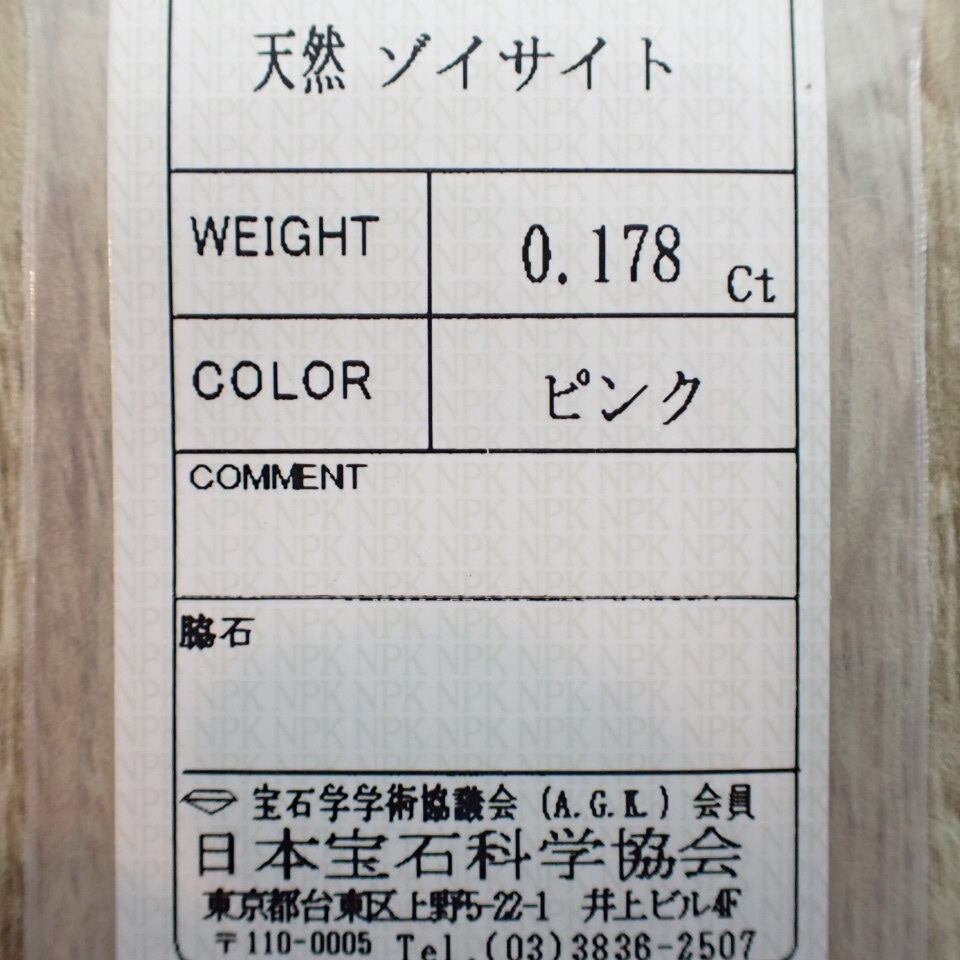 天然 ゾイサイト
WEIGHT 0.178 Ct
COLOR ピンク
COMMENT
脇石
宝石学学術協議会 (A.G.K.) 会員
日本宝石科学協会
東京都台東区上野5-22-1 井上ビル4F
〒110-0005 Tel.(03)3836-2507